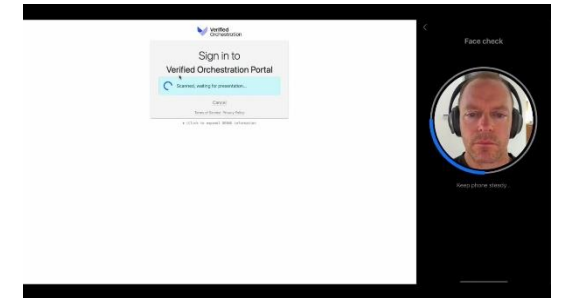 Verified
Orchestration
Sign in to
Verified Orchestration Portal
Scanned, waiting for presentation...
Cancel
Terms of Service Privacy Policy
Face check
Keep phone steady...